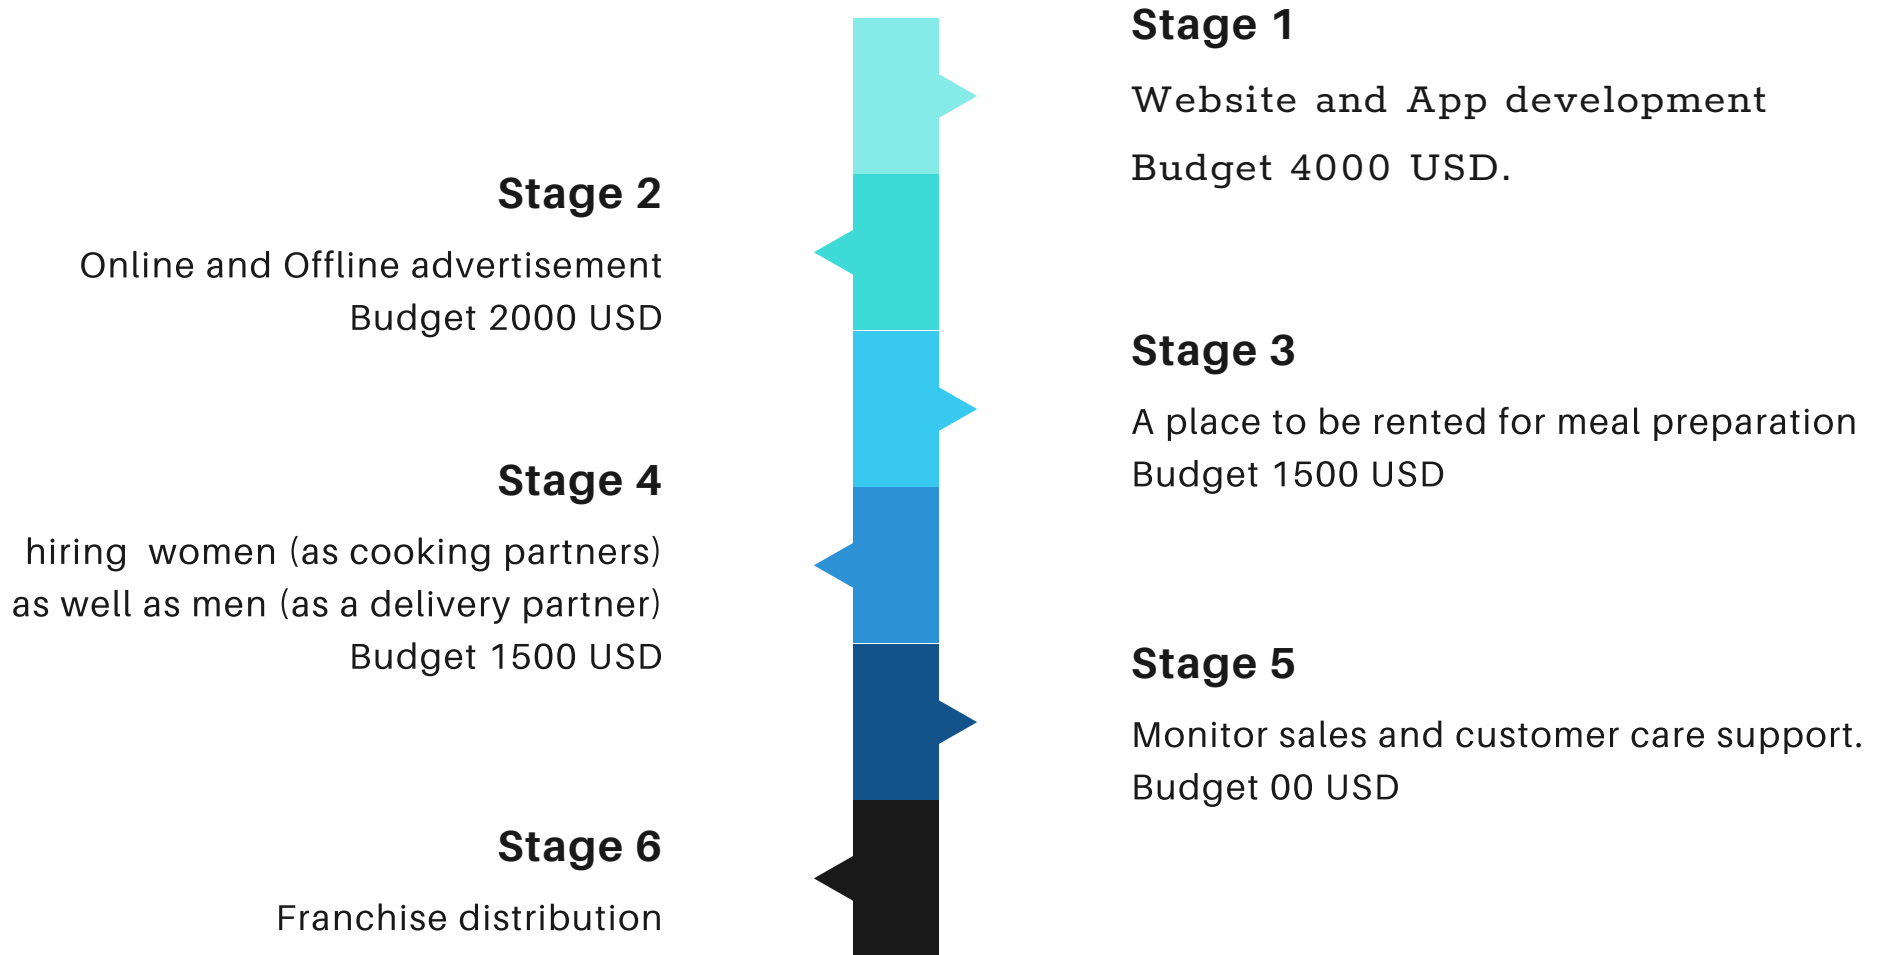 Stage 1
Website and App development
Budget 4000 USD.
Stage 2
Online and Offline advertisement
Budget 2000 USD
Stage 3
A place to be rented for meal preparation
Budget 1500 USD
Stage 4
hiring  women (as cooking partners)
as well as men (as a delivery partner)
Budget 1500 USD
Stage 5
Monitor sales and customer care support.
Budget 00 USD
Stage 6
Franchise distribution